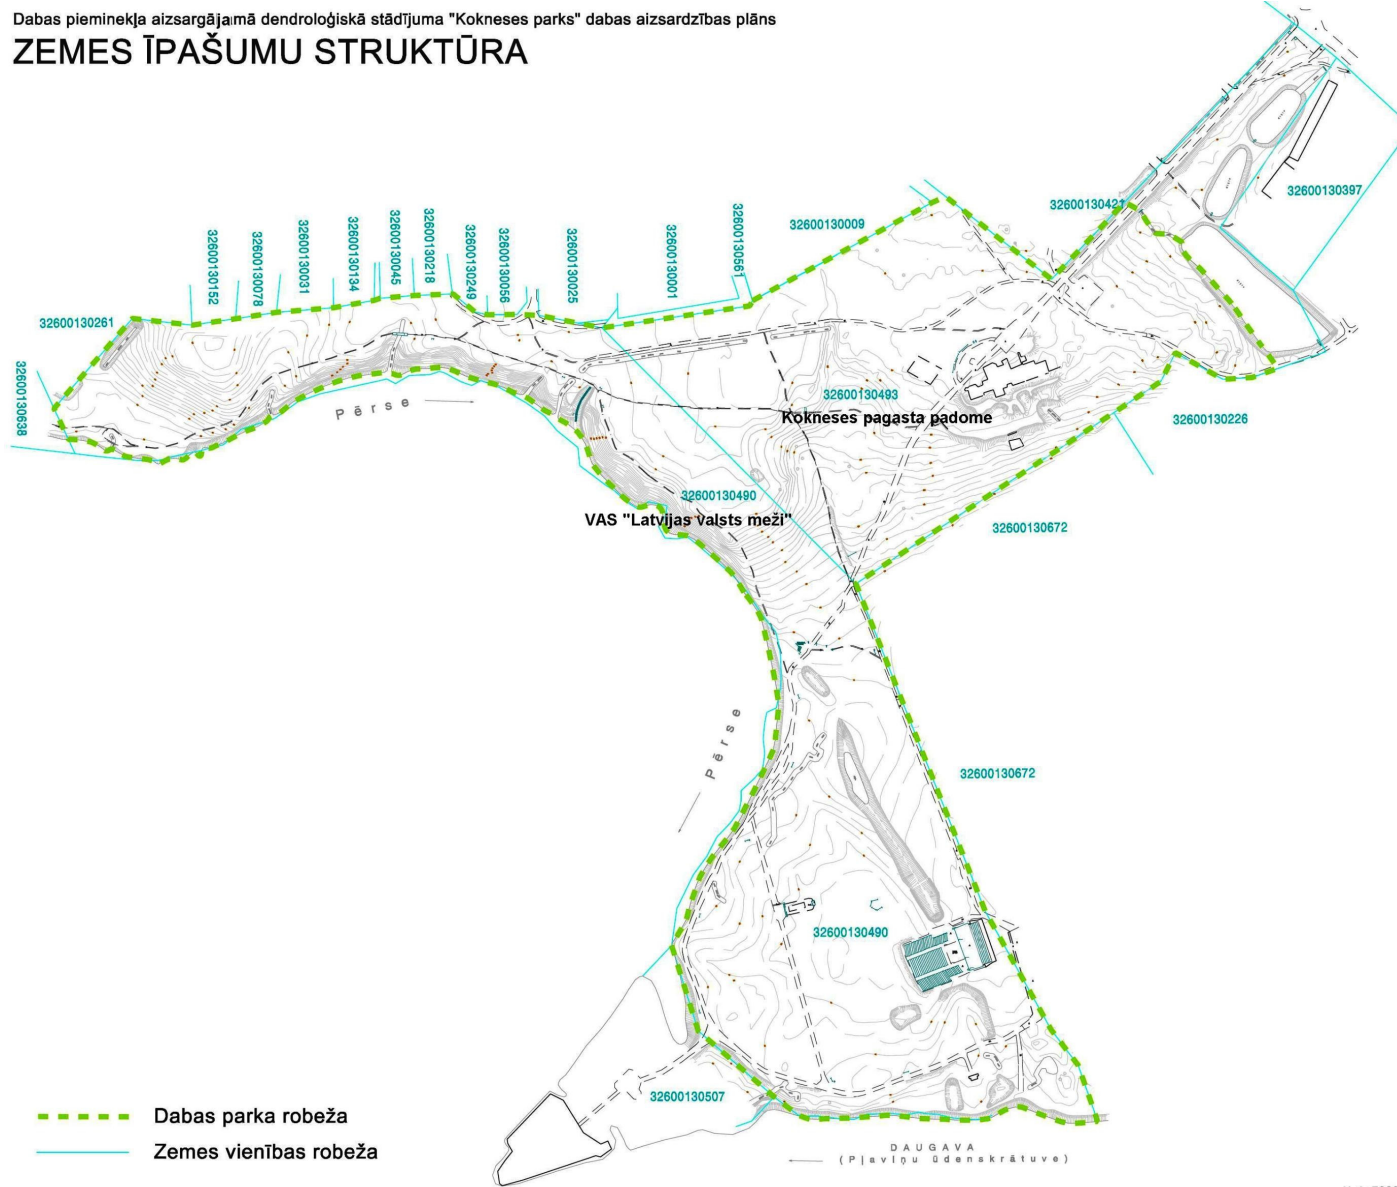 Dabas pieminekļa aizsargājamā dendroloģiskā stādījuma "Kokneses parks" dabas aizsardzības plāns
ZEMES ĪPAŠUMU STRUKTŪRA
32600130397
32600130421
32600130009
32600130561
32600130001
32600130025
32600130056
32600130249
32600130218
32600130045
32600130134
32600130031
32600130078
32600130152
32600130261
32600130638
Pērse
32600130493
Kokneses pagasta padome
32600130226
32600130490
VAS "Latvijas valsts meži"
32600130672
Pērse
32600130672
32600130490
32600130507
Dabas parka robeža
Zemes vienības robeža
DAUGAVA
(Pļaviņu ūdenskrātuve)